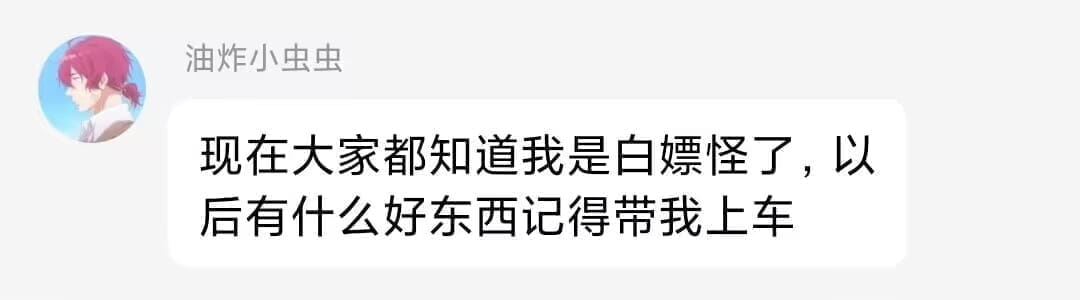 油炸小虫虫
现在大家都知道我是白嫖怪了，以
后有什么好东西记得带我上车